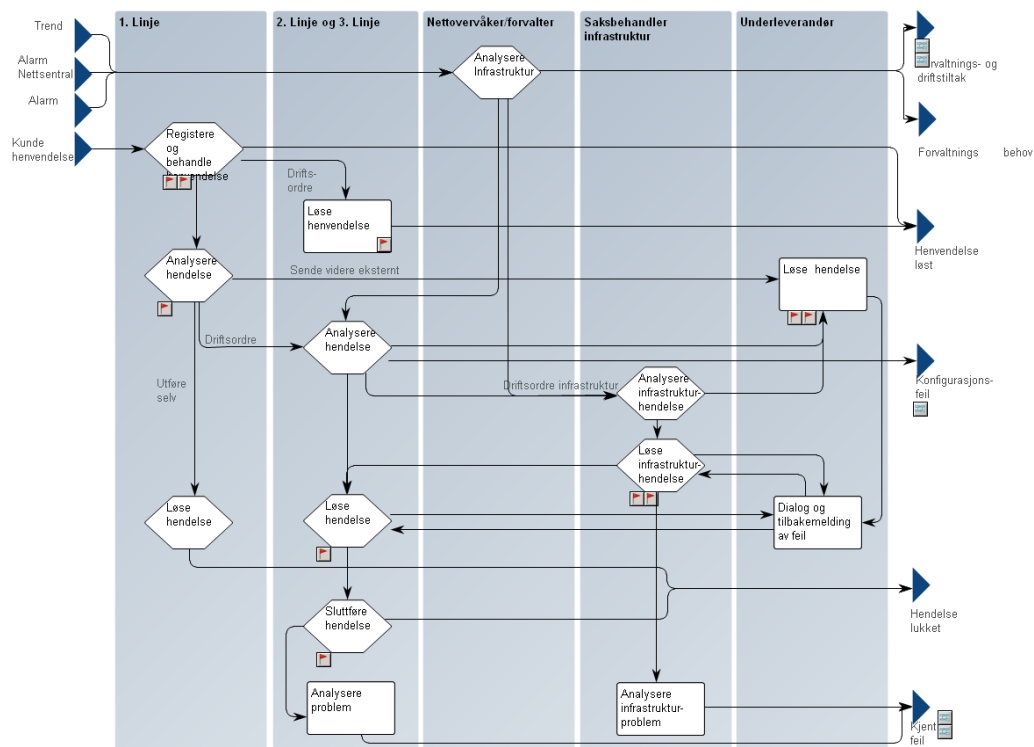 1. Linje
2. Linje og 3. Linje
Nettovervåker/forvalter
Saksbehandler
infrastruktur
Underleverandør
Trend
Alarm
Nettsentral
Alarm
Kunde
henvendelse
Analysere
Infrastruktur
Forvaltnings- og
driftstiltak
Forvaltnings behov
Registere
og
behandle
henvendelse
Drifts-
ordre
Løse
henvendelse
Henvendelse
løst
Analysere
hendelse
Sende videre eksternt
Løse hendelse
Driftsordre
Analysere
hendelse
Utføre
selv
Driftsordre infrastruktur
Analysere
infrastruktur-
hendelse
Konfigurasjons-
feil
Løse
infrastruktur-
hendelse
Løse
hendelse
Løse
hendelse
Dialog og
tilbakemelding
av feil
Sluttføre
hendelse
Hendelse
lukket
Analysere
problem
Analysere
infrastruktur-
problem
Kjent
feil